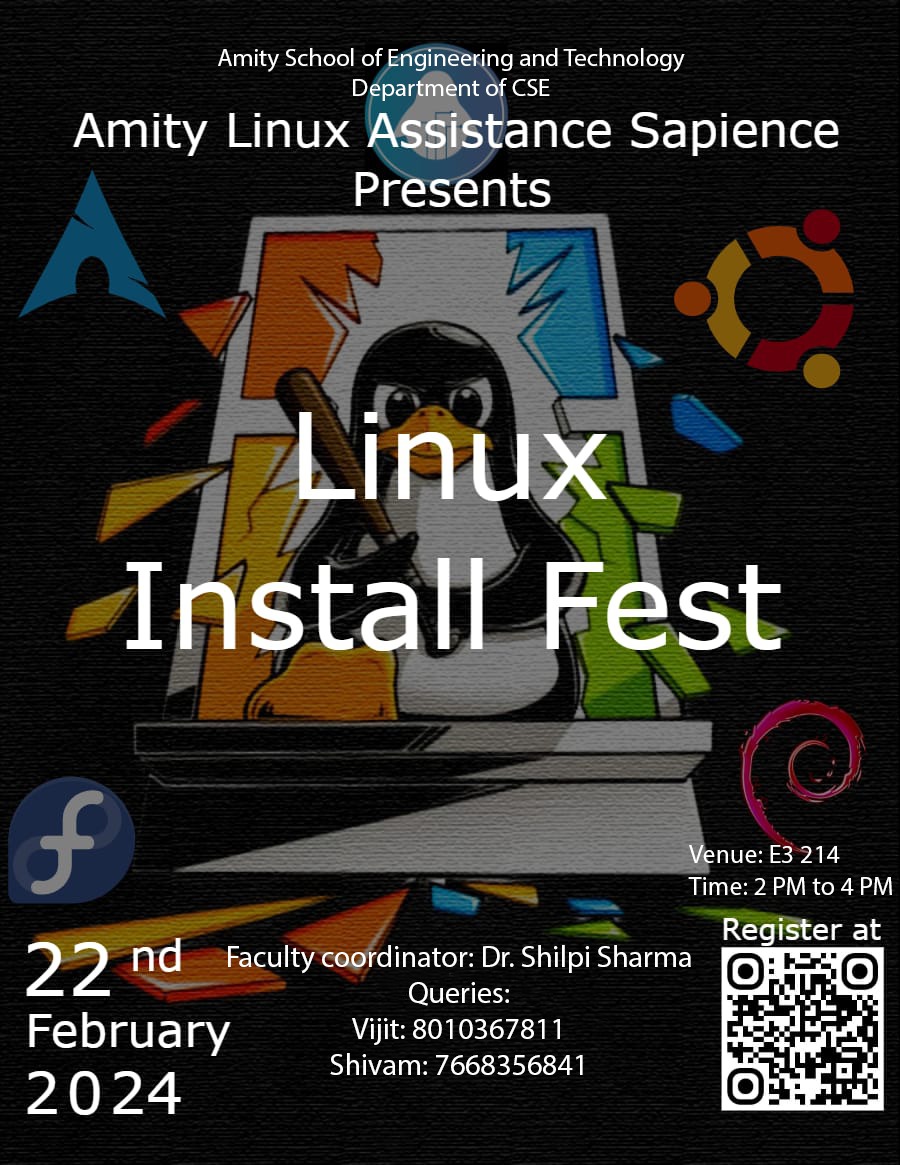 Amity School of Engineering and Technology
Department of CSE
Amity Linux Assistance Sapience
Presents
Linux
Install Fest
Venue: E3 214
Time: 2 PM to 4 PM
Register at
22 nd
February
2024
Faculty coordinator: Dr. Shilpi Sharma
Queries:
Vijit: 8010367811
Shivam: 7668356841